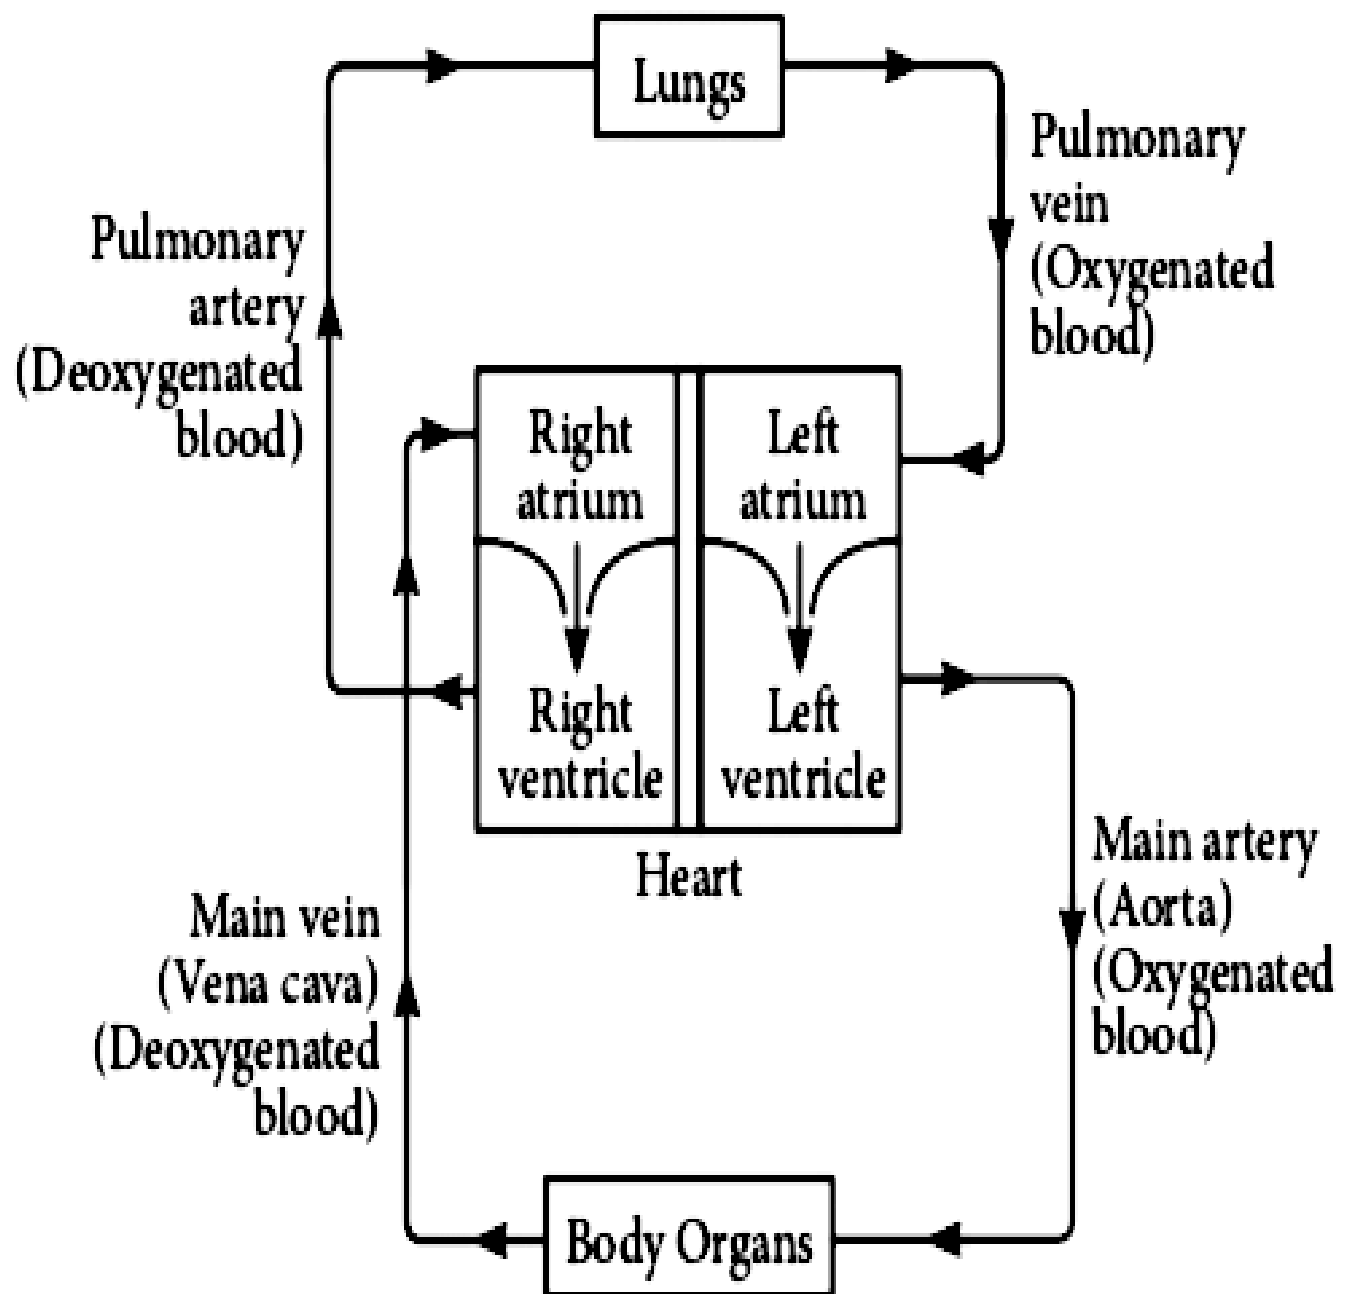 Lungs
Pulmonary
vein
(Oxygenated
blood)
Pulmonary
artery
(Deoxygenated
blood)
Right
atrium
Left
atrium
Right
ventricle
Left
ventricle
Heart
Main artery
(Aorta)
(Oxygenated
blood)
Main vein
(Vena cava)
(Deoxygenated
blood)
Body Organs